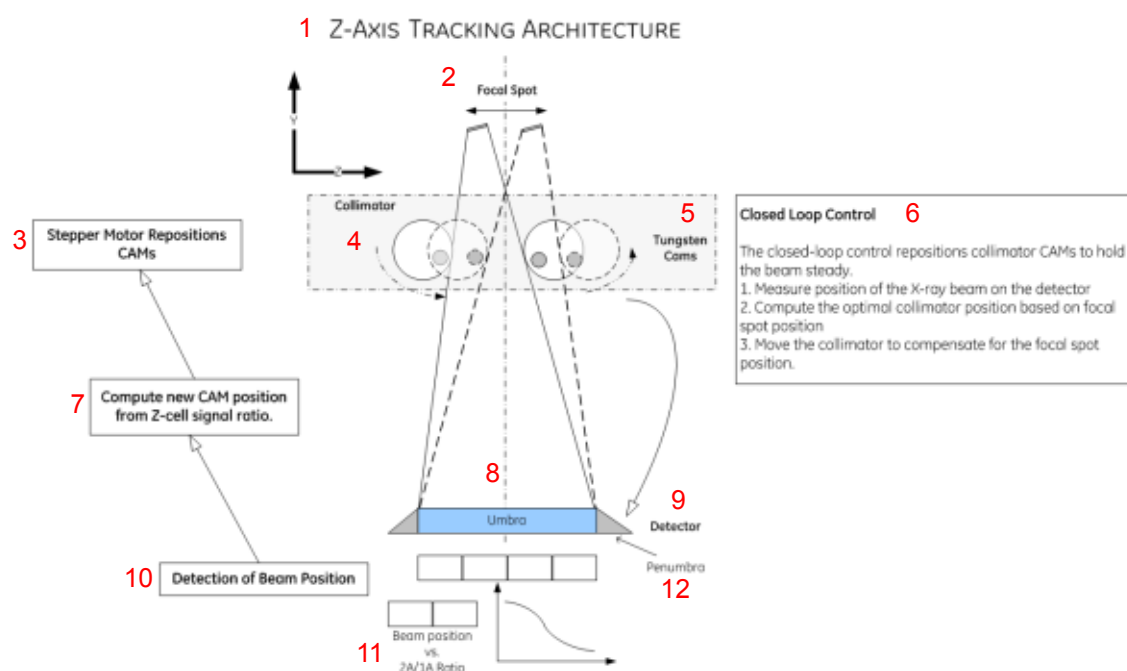 1 Z-AXIS TRACKING ARCHITECTURE
2
Focal Spot
Y
Z
Collimator
4
5
Tungsten
Cams
3
Stepper Motor Repositions
CAMs
Closed Loop Control 6
The closed-loop control repositions collimator CAMs to hold
the beam steady.
1. Measure position of the X-ray beam on the detector
2. Compute the optimal collimator position based on focal
spot position
3. Move the collimator to compensate for the focal spot
position.
7
Compute new CAM position
from Z-cell signal ratio.
8
Umbra
9
Detector
Penumbra
12
10
Detection of Beam Position
11
Beam position
vs.
2A/1A Ratio